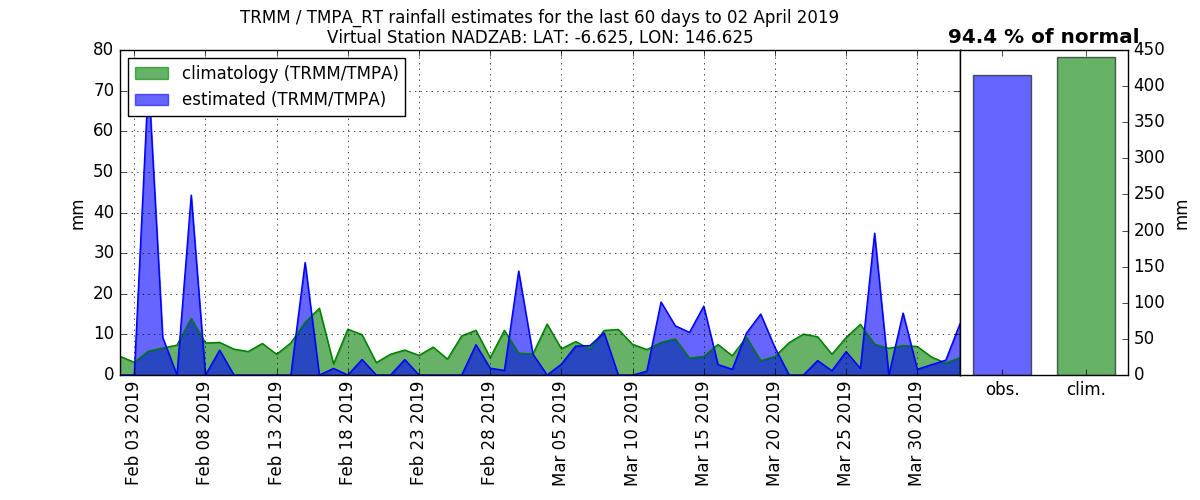 TRMM / TMPA_RT rainfall estimates for the last 60 days to 02 April 2019
Virtual Station NADZAB: LAT: -6.625, LON: 146.625
94.4 % of normal
climatology (TRMM/TMPA)
estimated (TRMM/TMPA)
80
70
60
50
40
30
20
10
0
mm
Feb 03 2019
Feb 08 2019
Feb 13 2019
Feb 18 2019
Feb 23 2019
Feb 28 2019
Mar 05 2019
Mar 10 2019
Mar 15 2019
Mar 20 2019
Mar 25 2019
Mar 30 2019
450
400
350
300
250
200
150
100
50
0
mm
obs.
clim.